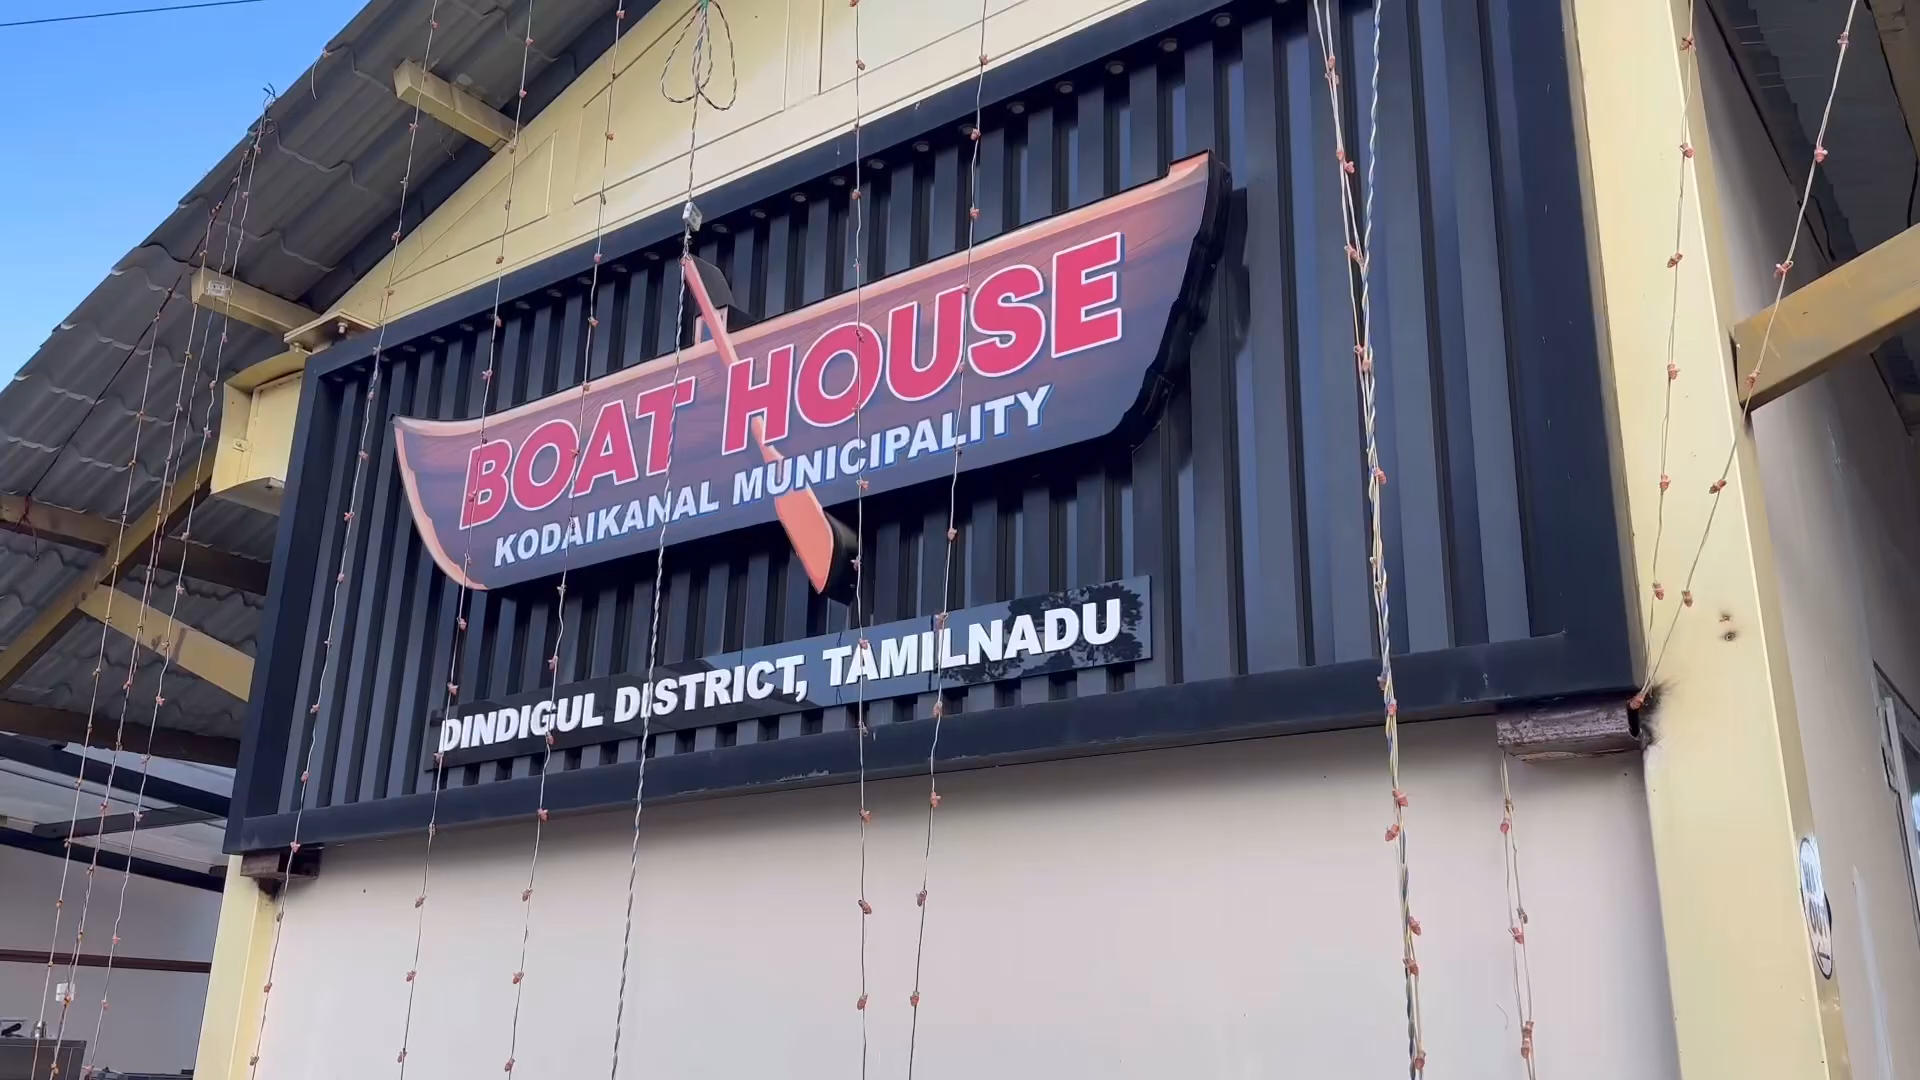 BOAT HOUSE
KODAIKANAL MUNICIPALITY
DINDIGUL DISTRICT, TAMILNADU